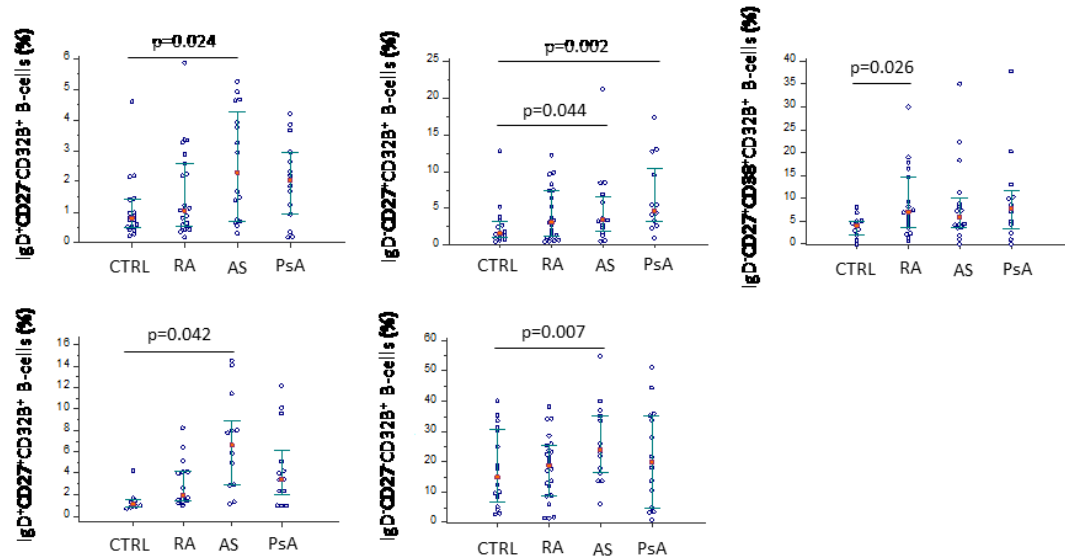 IgD⁺CD27⁻CD32B⁺ B-cells (%)
p=0.024
6
5
4
3
2
1
0
CTRL RA AS PsA
IgD⁻CD27⁺CD32B⁺ B-cells (%)
p=0.002
p=0.044
25
20
15
10
5
0
CTRL RA AS PsA
IgD⁻CD27⁺CD38⁺CD32B⁺ B-cells (%)
p=0.026
40
35
30
25
20
15
10
5
0
CTRL RA AS PsA
IgD⁺CD27⁺CD32B⁺ B-cells (%)
p=0.042
16
14
12
10
8
6
4
2
0
CTRL RA AS PsA
IgD⁻CD27⁻CD32B⁺ B-cells (%)
p=0.007
60
50
40
30
20
10
0
CTRL RA AS PsA